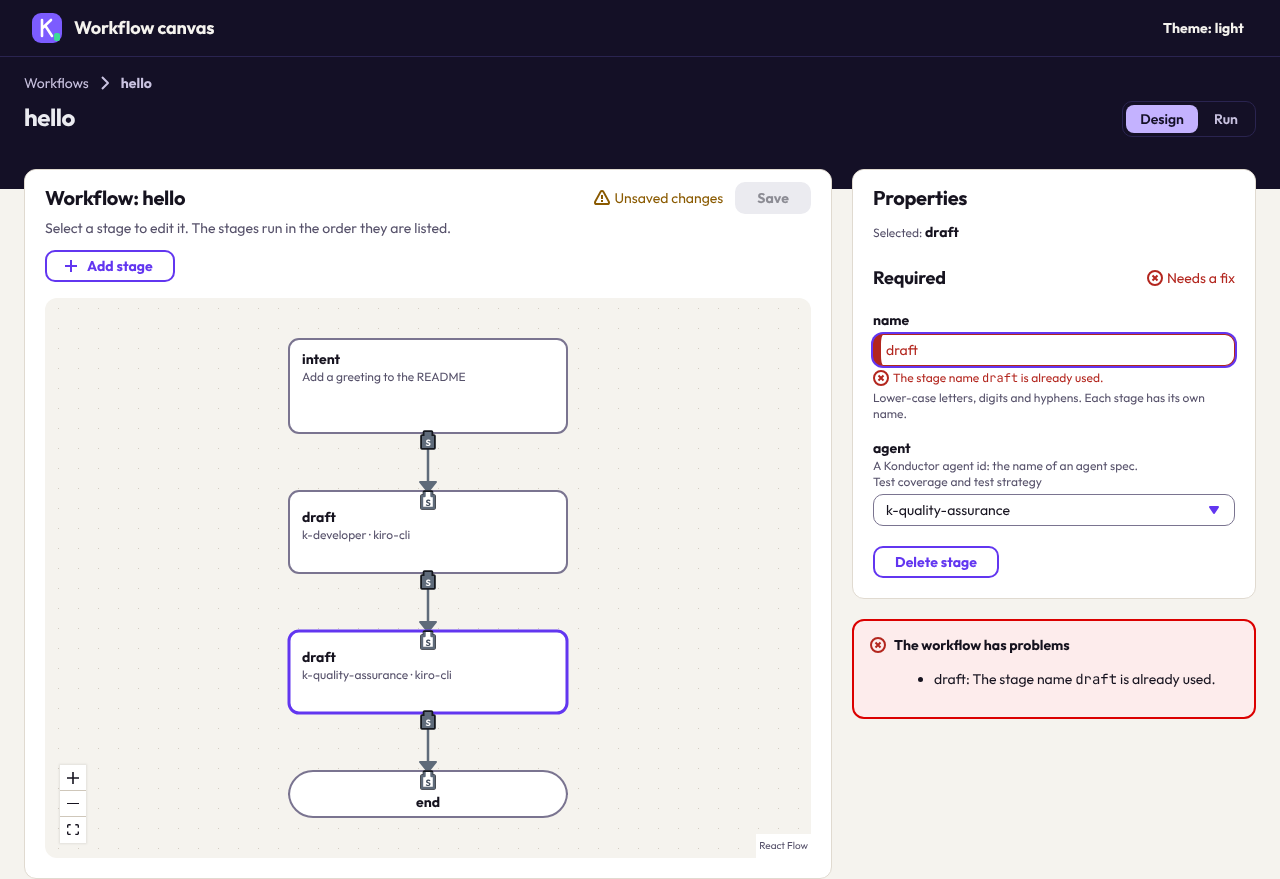 K Workflow canvas
Theme: light
Workflows > hello
hello
Design Run
Workflow: hello
Unsaved changes
Save
Select a stage to edit it. The stages run in the order they are listed.
+ Add stage
intent
Add a greeting to the README
s
s
draft
k-developer · kiro-cli
s
s
draft
k-quality-assurance · kiro-cli
s
s
end
React Flow
Properties
Selected: draft
Required
Needs a fix
name
draft
The stage name draft is already used.
Lower-case letters, digits and hyphens. Each stage has its own
name.
agent
A Konductor agent id: the name of an agent spec.
Test coverage and test strategy
k-quality-assurance
Delete stage
The workflow has problems
• draft: The stage name draft is already used.